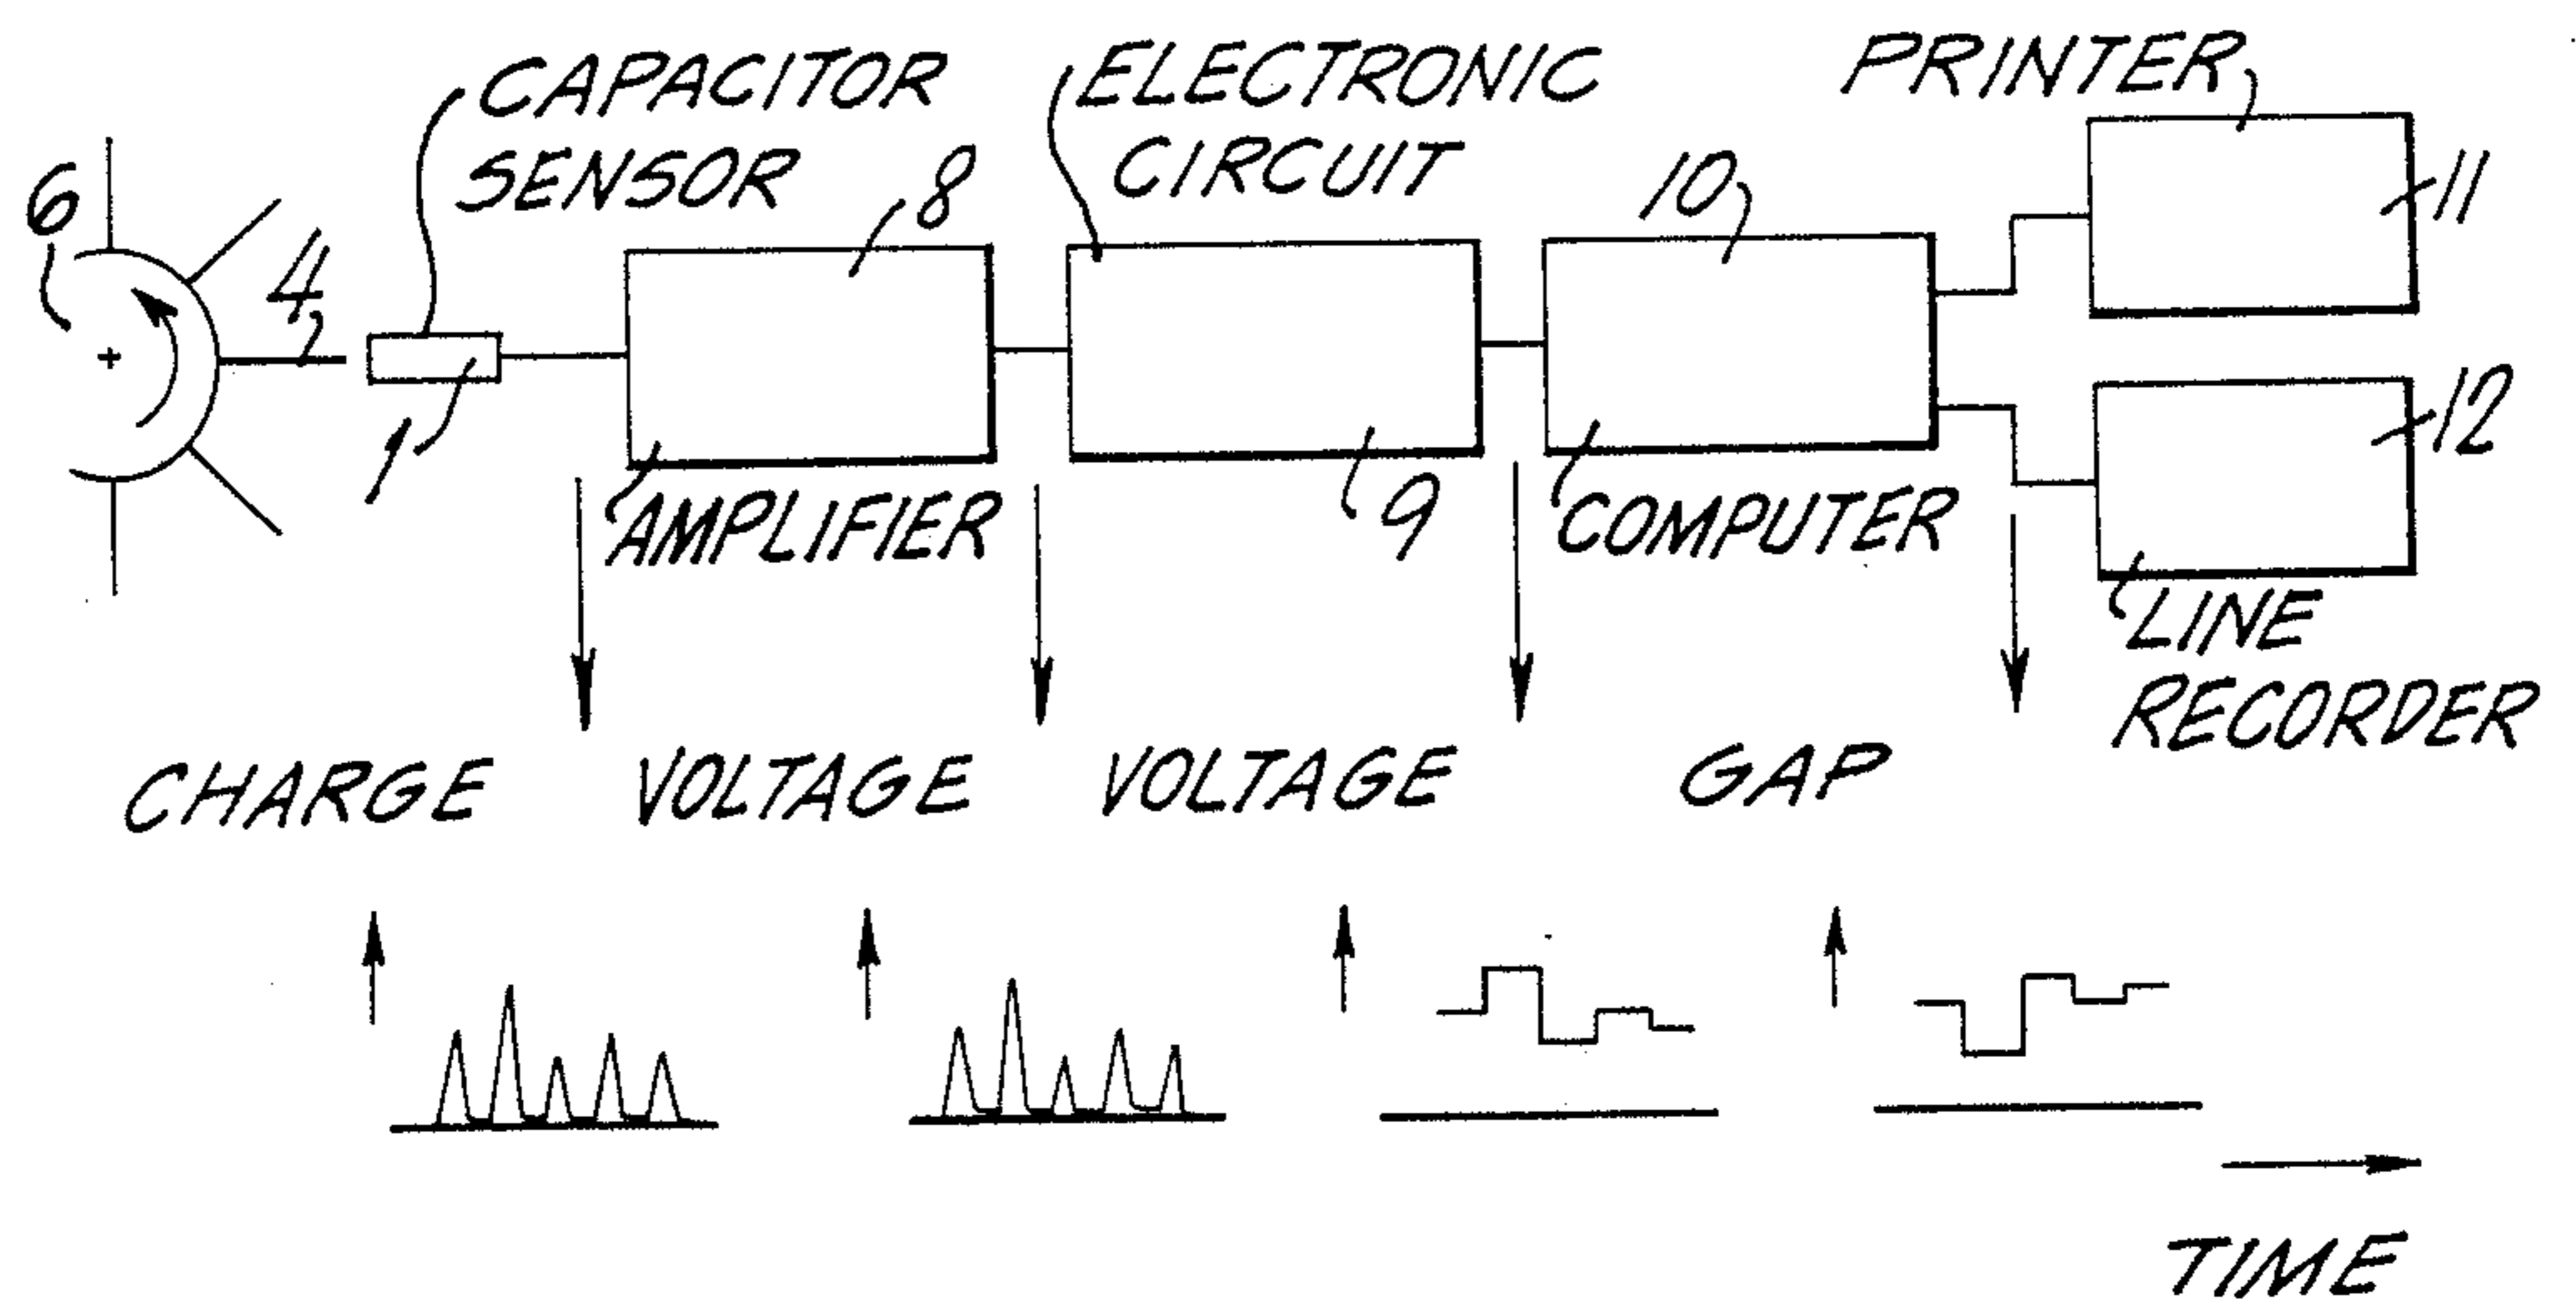 CAPACITOR
SENSOR
ELECTRONIC
CIRCUIT
PRINTER
6
4
1
8
9
10
11
12
AMPLIFIER
COMPUTER
LINE
RECORDER
CHARGE
VOLTAGE
VOLTAGE
GAP
TIME